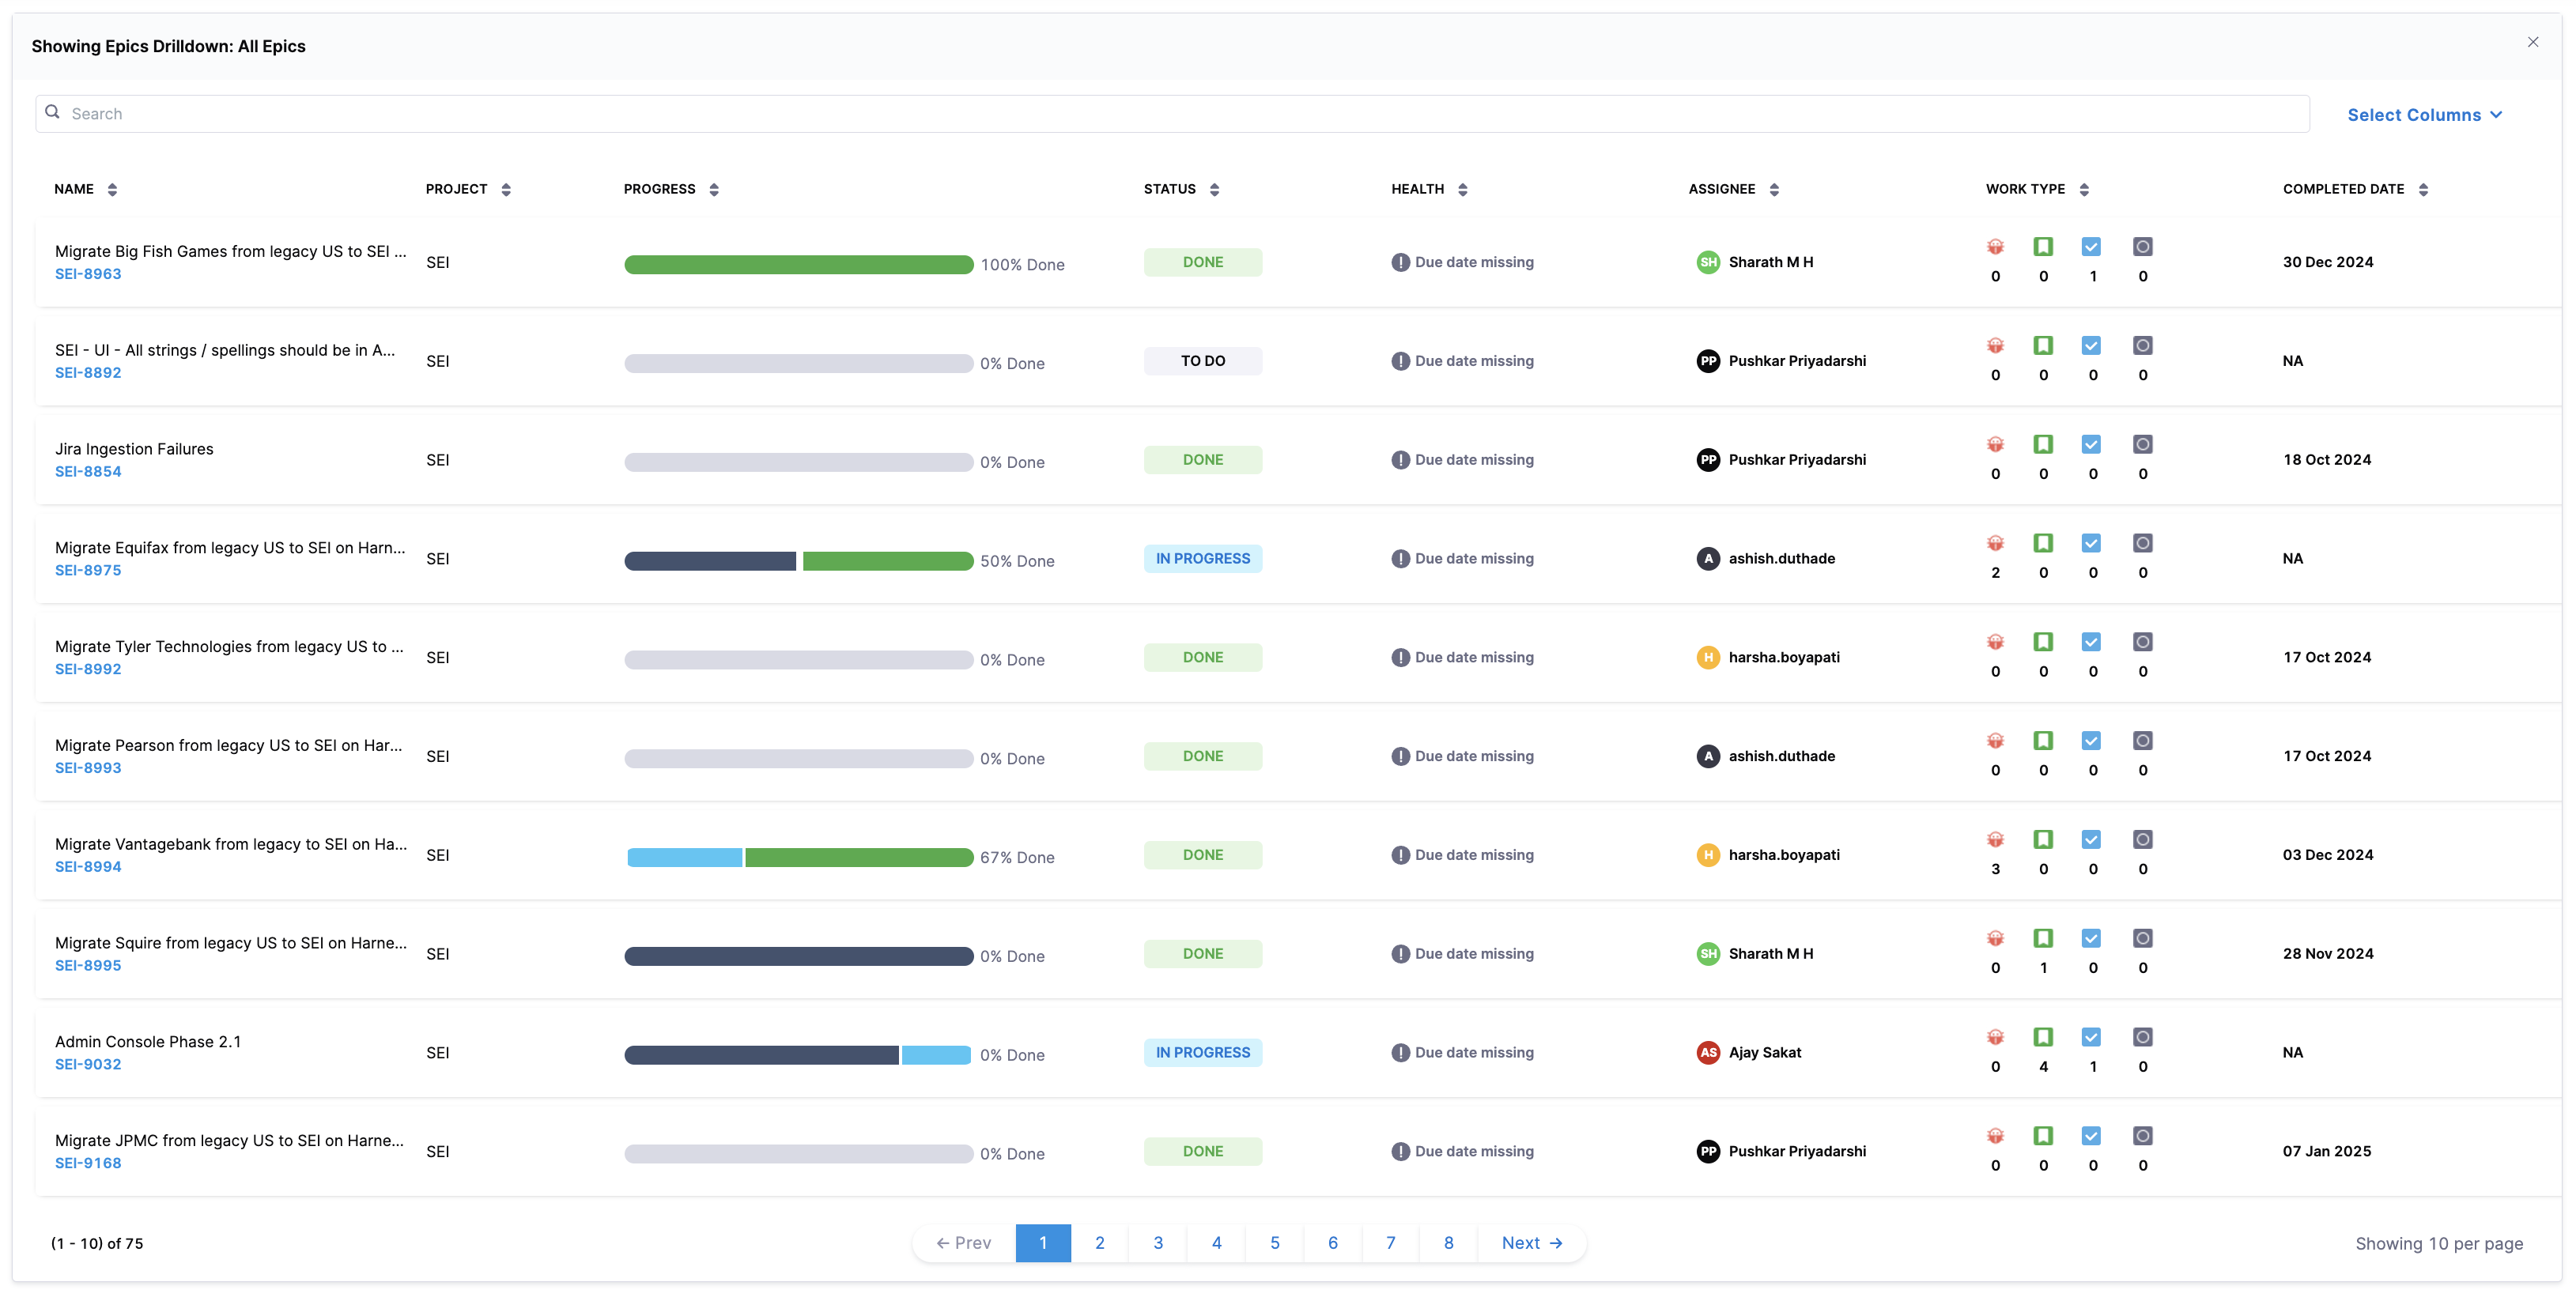 Showing Epics Drilldown: All Epics
Search
Select Columns
NAME PROJECT PROGRESS STATUS HEALTH ASSIGNEE WORK TYPE COMPLETED DATE
Migrate Big Fish Games from legacy US to SEI ...
SEI-8963
SEI 100% Done DONE ! Due date missing SH Sharath M H 0 0 1 0 30 Dec 2024
SEI - UI - All strings / spellings should be in A...
SEI-8892
SEI 0% Done TO DO ! Due date missing PP Pushkar Priyadarshi 0 0 0 0 NA
Jira Ingestion Failures
SEI-8854
SEI 0% Done DONE ! Due date missing PP Pushkar Priyadarshi 0 0 0 0 18 Oct 2024
Migrate Equifax from legacy US to SEI on Harn...
SEI-8975
SEI 50% Done IN PROGRESS ! Due date missing A ashish.duthade 2 0 0 0 NA
Migrate Tyler Technologies from legacy US to ...
SEI-8992
SEI 0% Done DONE ! Due date missing H harsha.boyapati 0 0 0 0 17 Oct 2024
Migrate Pearson from legacy US to SEI on Har...
SEI-8993
SEI 0% Done DONE ! Due date missing A ashish.duthade 0 0 0 0 17 Oct 2024
Migrate Vantagebank from legacy to SEI on Ha...
SEI-8994
SEI 67% Done DONE ! Due date missing H harsha.boyapati 3 0 0 0 03 Dec 2024
Migrate Squire from legacy US to SEI on Harne...
SEI-8995
SEI 0% Done DONE ! Due date missing SH Sharath M H 0 1 0 0 28 Nov 2024
Admin Console Phase 2.1
SEI-9032
SEI 0% Done IN PROGRESS ! Due date missing AS Ajay Sakat 0 4 1 0 NA
Migrate JPMC from legacy US to SEI on Harne...
SEI-9168
SEI 0% Done DONE ! Due date missing PP Pushkar Priyadarshi 0 0 0 0 07 Jan 2025
(1 - 10) of 75 ← Prev 1 2 3 4 5 6 7 8 Next → Showing 10 per page